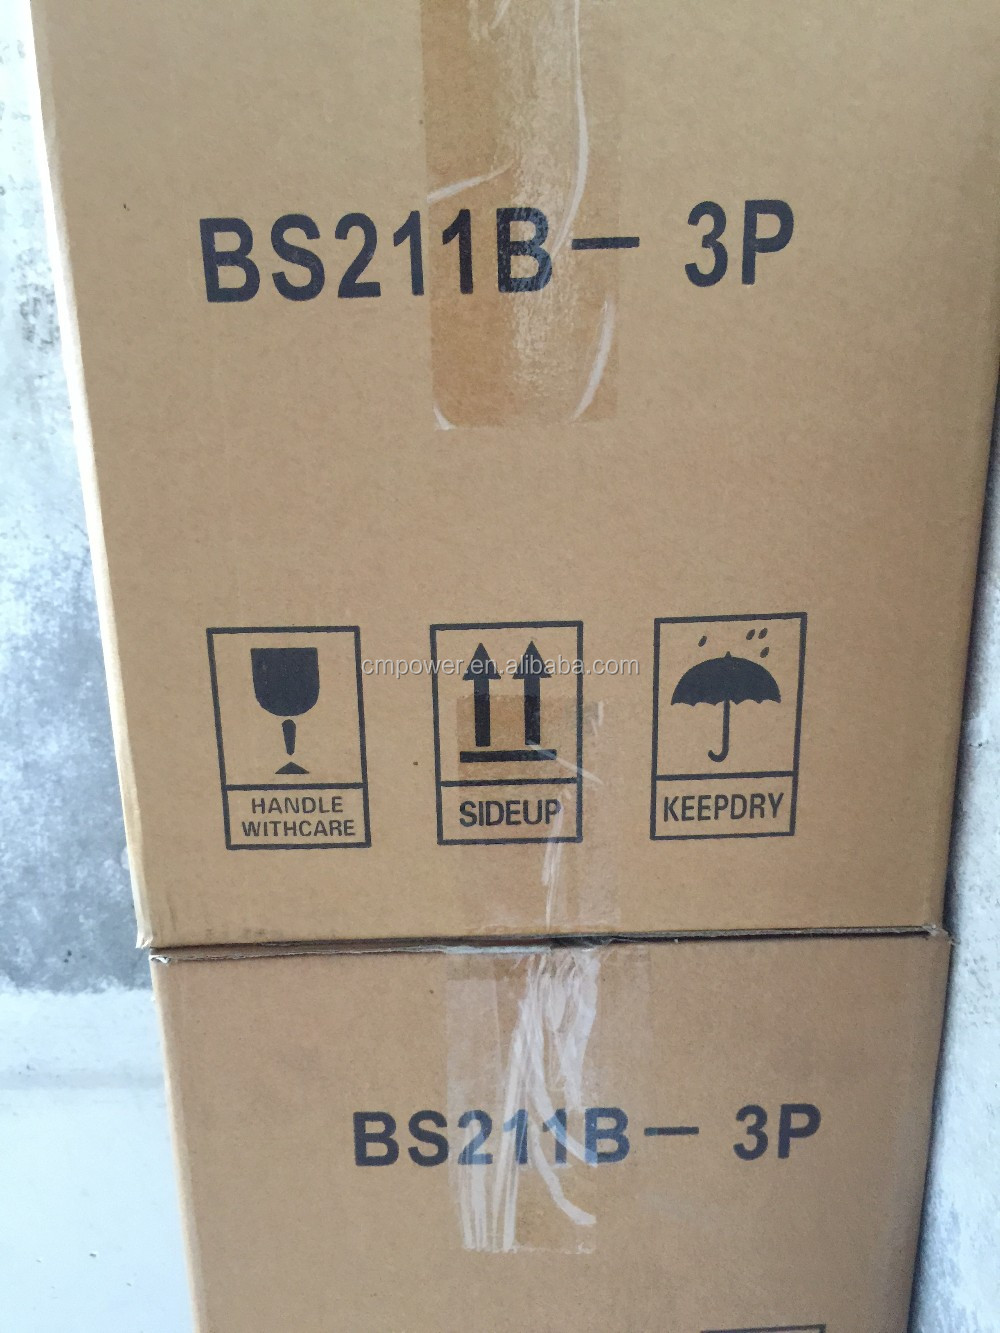 BS211B- 3P
cmpower.en.alibaba.com
HANDLE
WITHCARE
SIDEUP
KEEPDRY
BS211B- 3P